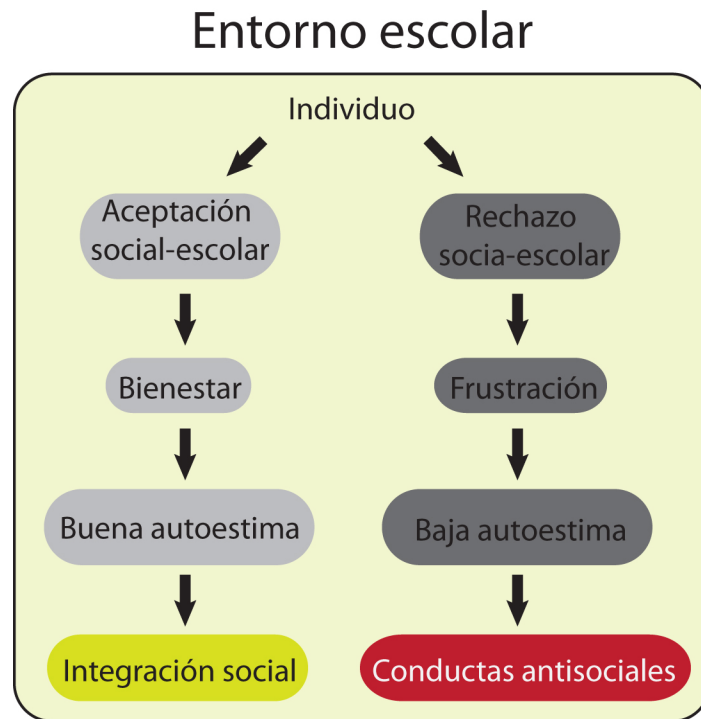 Entorno escolar
Individuo
Aceptación
social-escolar
Rechazo
socia-escolar
Bienestar
Frustración
Buena autoestima
Baja autoestima
Integración social
Conductas antisociales